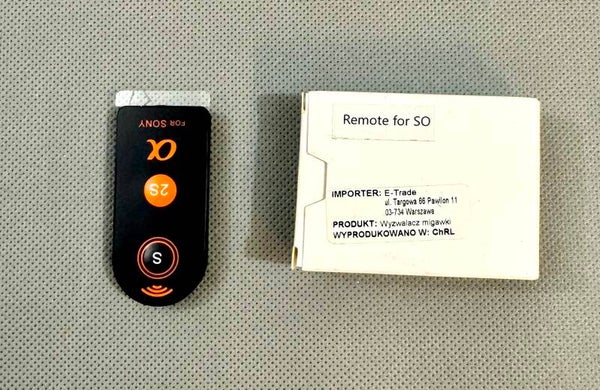 FOR SONY
α
2S
S
Remote for SO
IMPORTER: E-Trade
ul. Targowa 66 Pawilon 11
03-734 Warszawa
PRODUKT: Wyzwalacz migawki
WYPRODUKOWANO W: ChRL